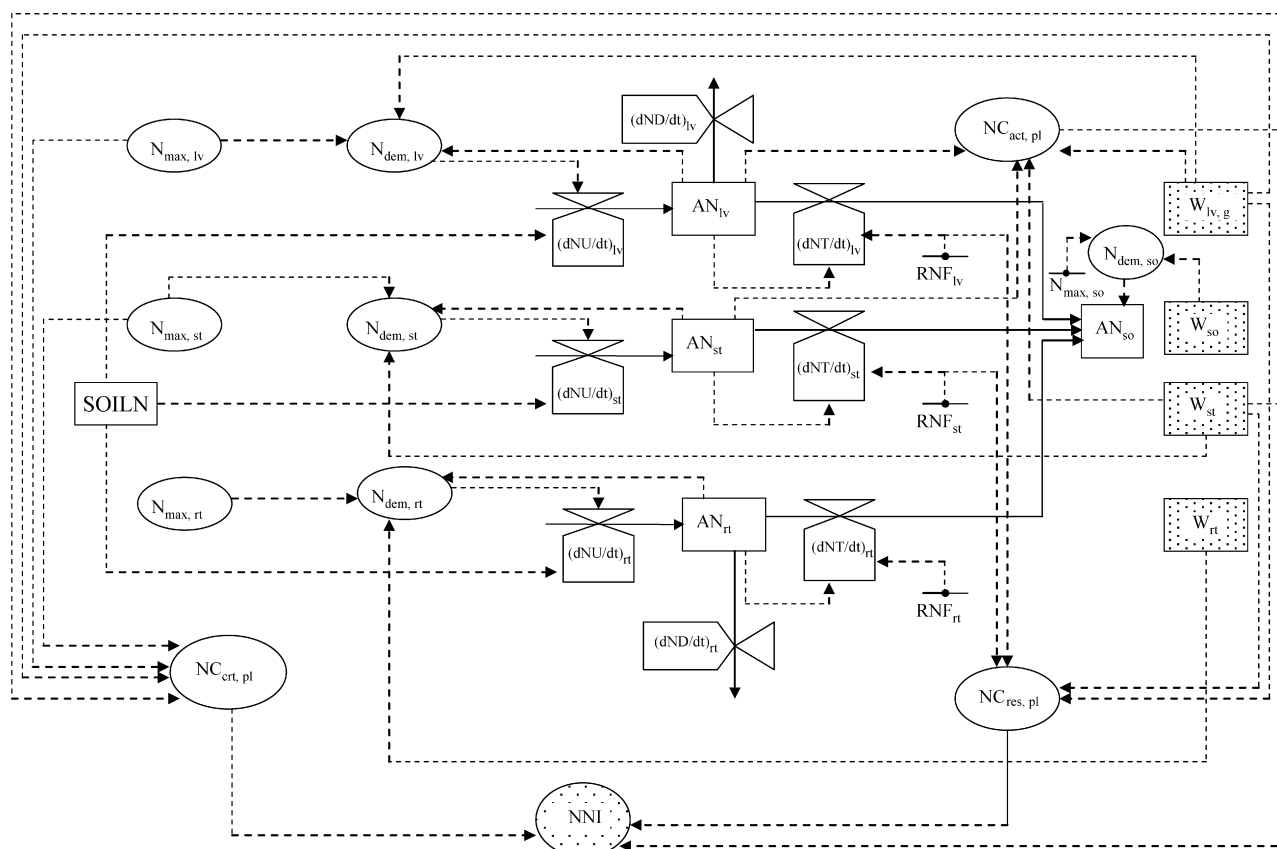 (dND/dt)lv
NCact, pl
Nmax, lv
Ndem, lv
ANlv
Wlv, g
(dNU/dt)lv
(dNT/dt)lv
RNFlv
Ndem, so
Nmax, so
Nmax, st
Ndem, st
ANst
ANso
Wso
(dNU/dt)st
(dNT/dt)st
SOILN
RNFst
Wst
Nmax, rt
Ndem, rt
ANrt
Wrt
(dNU/dt)rt
(dNT/dt)rt
RNFrt
(dND/dt)rt
NCcrt, pl
NCres, pl
NNI